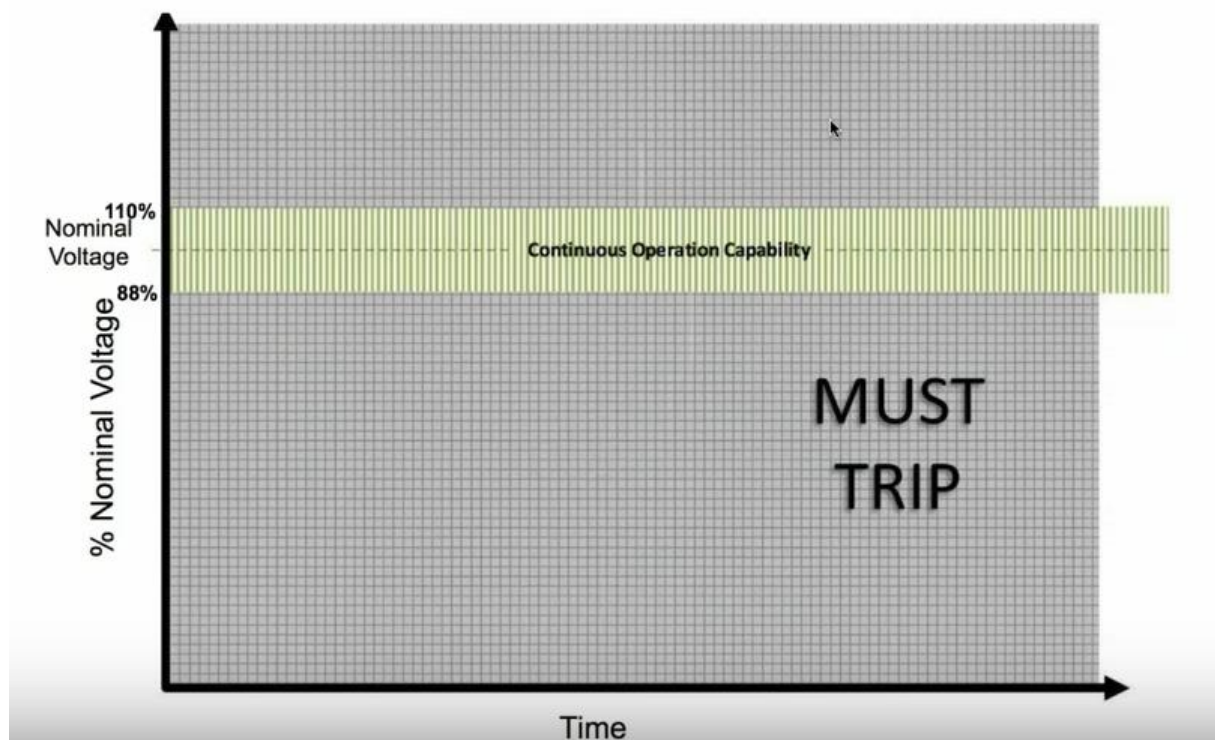 110%
Nominal
Voltage
88%
% Nominal Voltage
Continuous Operation Capability
MUST
TRIP
Time